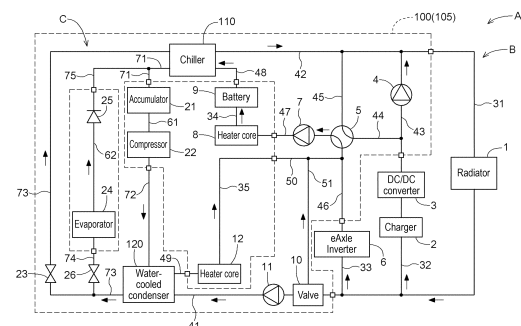 110
100(105)
A
C
B
Chiller
75
71
71
48
42
4
Accumulator
21
9
Battery
7
5
45
44
25
34
47
43
31
61
8
Heater core
1
62
Compressor
22
50
51
DC/DC
converter
3
Radiator
73
35
46
24
72
Charger
2
Evaporator
120
12
eAxle
Inverter
6
74
Water-
cooled
condenser
49
Heater core
11
10
33
32
23
26
73
Valve
41